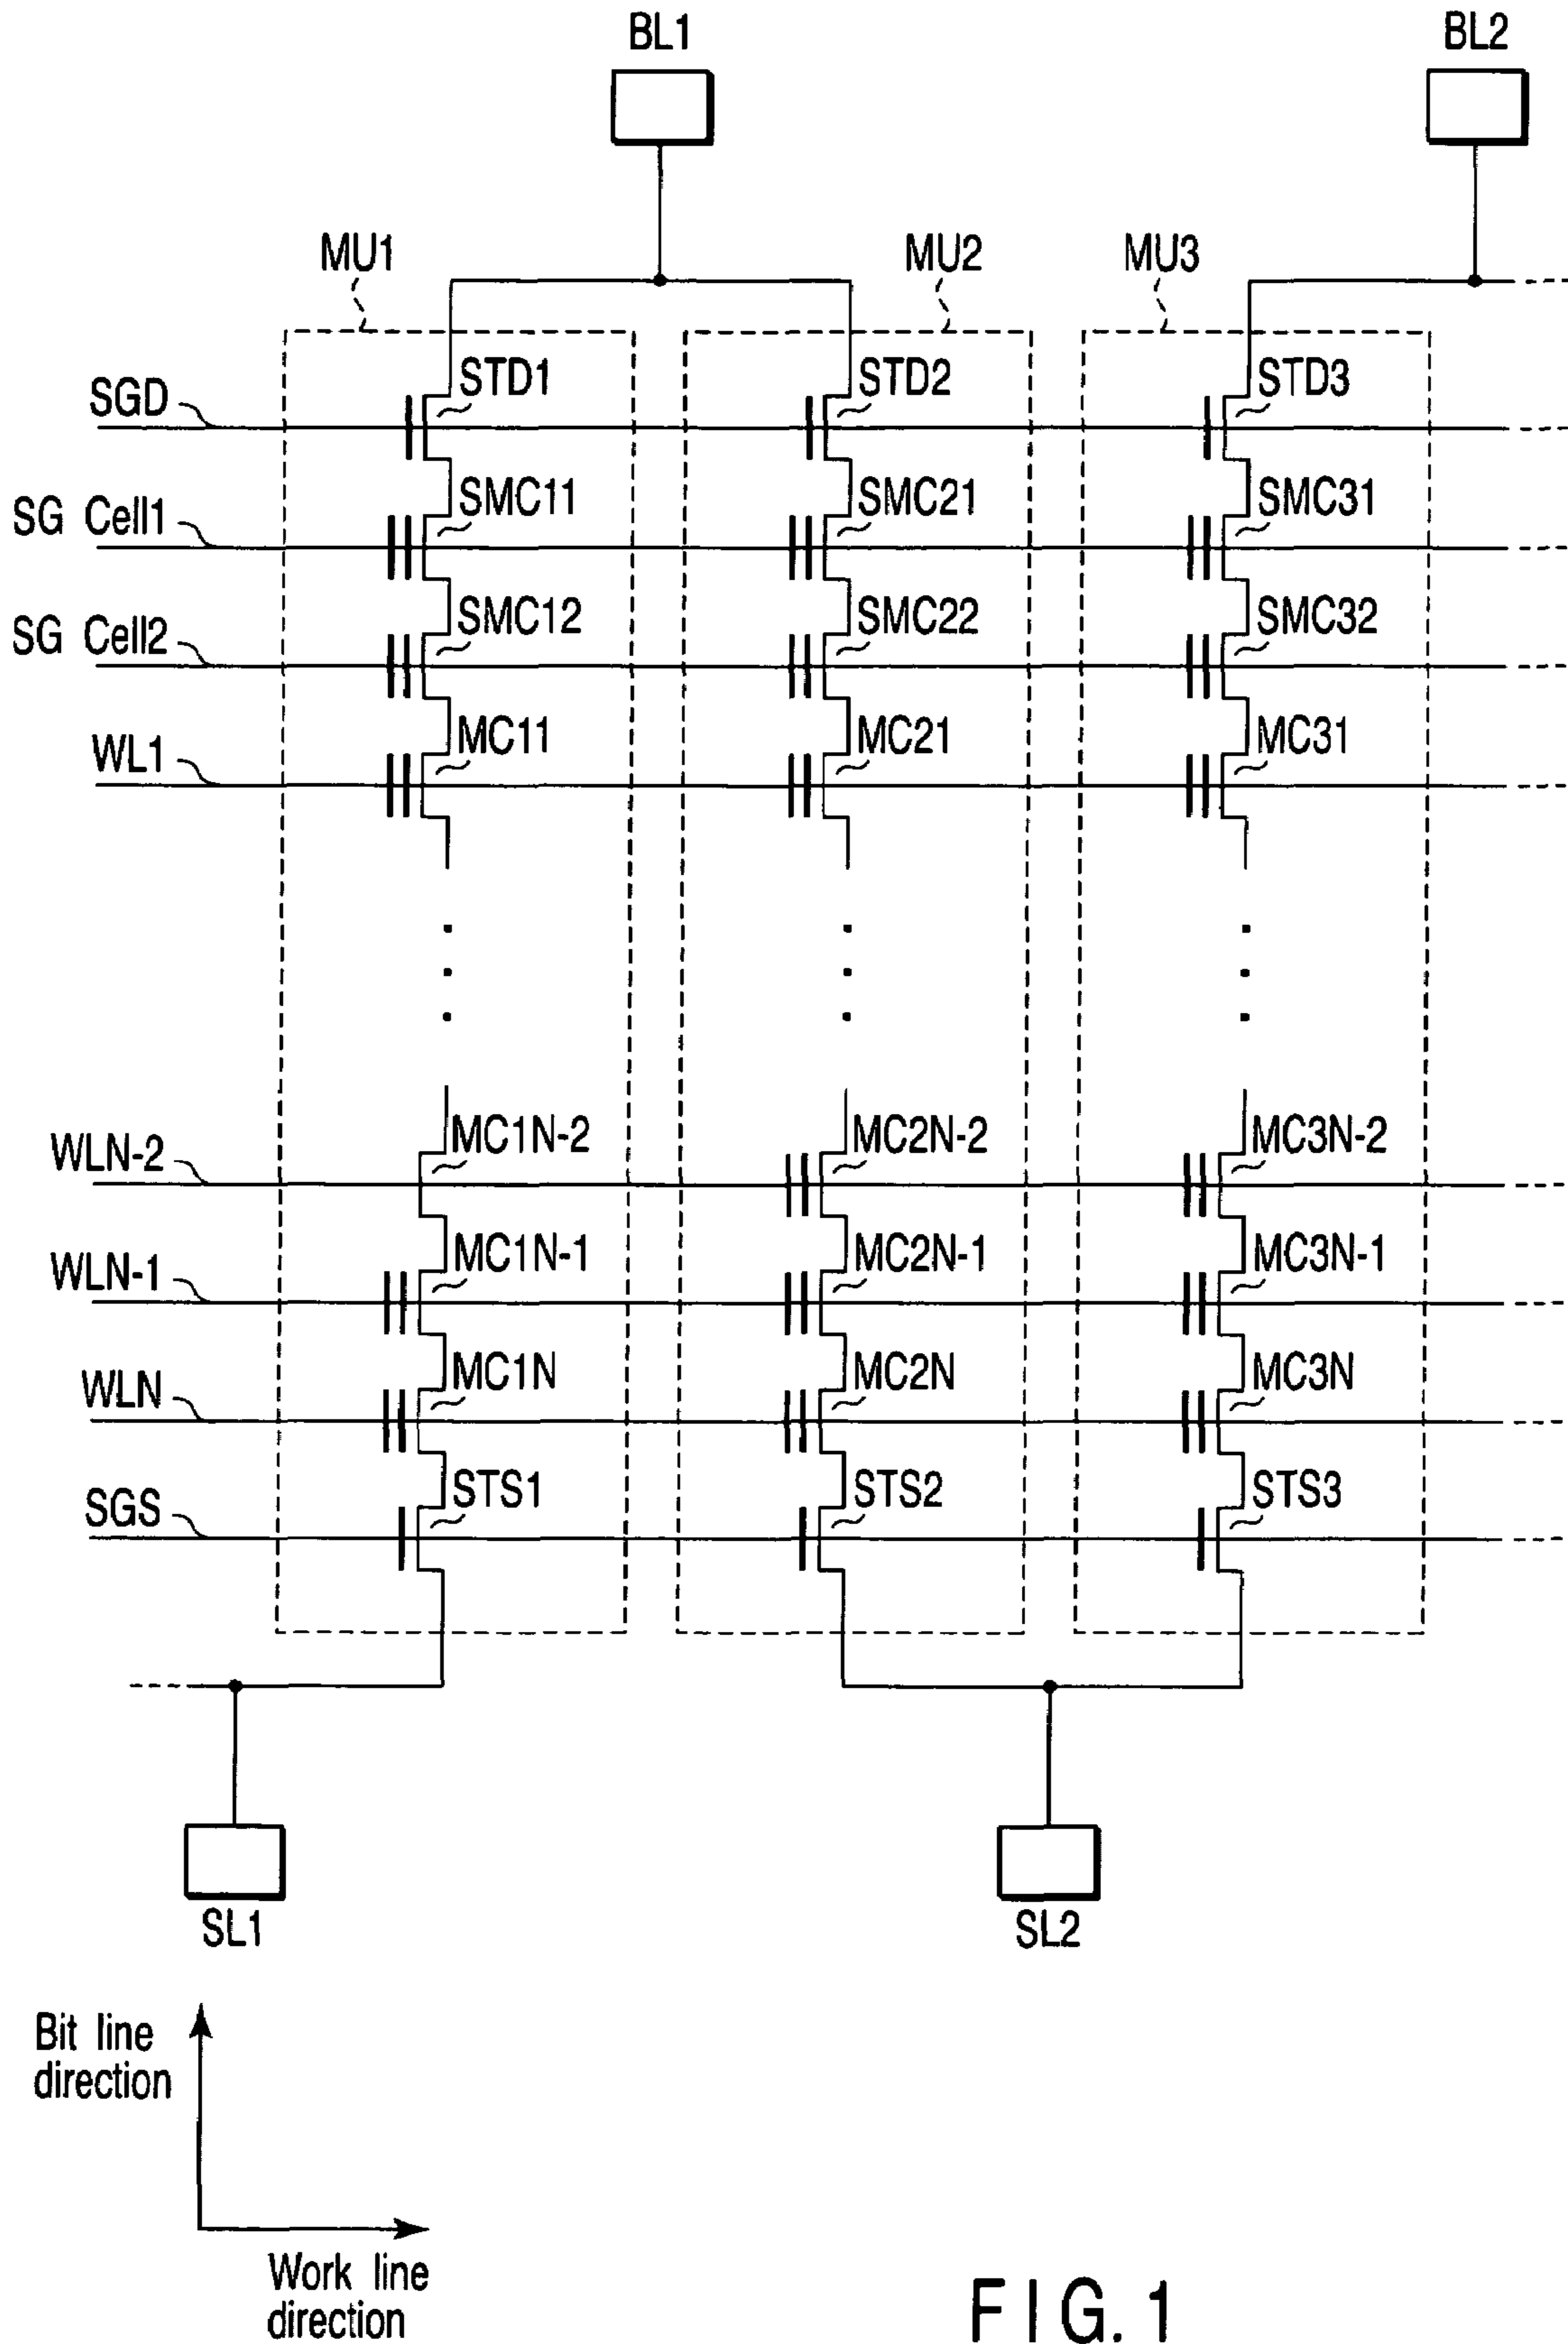 BL1 BL2
MU1 MU2 MU3
SGD STD1 STD2 STD3
SG Cell1 SMC11 SMC21 SMC31
SG Cell2 SMC12 SMC22 SMC32
WL1 MC11 MC21 MC31
WLN-2 MC1N-2 MC2N-2 MC3N-2
WLN-1 MC1N-1 MC2N-1 MC3N-1
WLN MC1N MC2N MC3N
SGS STS1 STS2 STS3
SL1 SL2
Bit line
direction
Work line
direction
FIG. 1